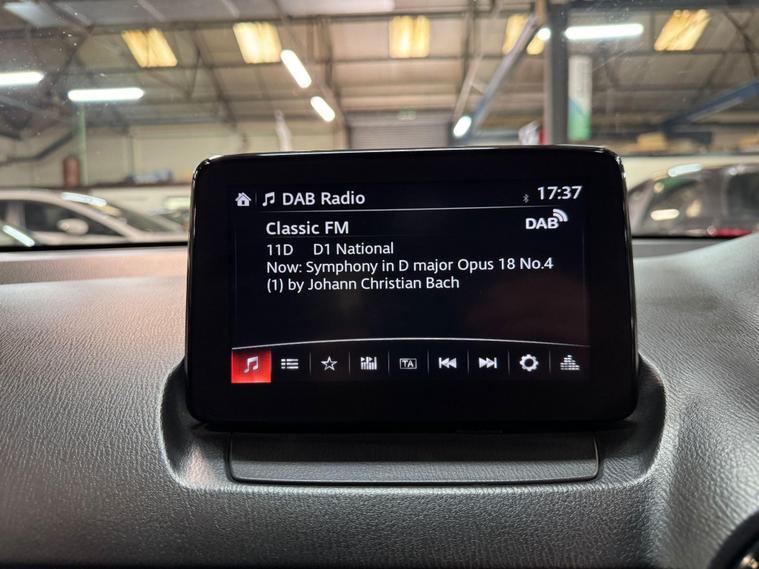 DAB Radio 17:37
Classic FM DAB
11D D1 National
Now: Symphony in D major Opus 18 No.4
(1) by Johann Christian Bach
TA